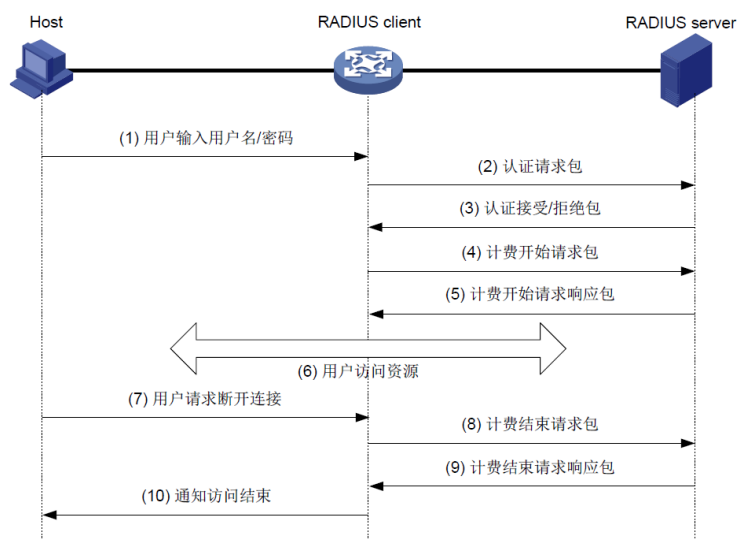 Host
RADIUS client
RADIUS server
(1) 用户输入用户名/密码
(2) 认证请求包
(3) 认证接受/拒绝包
(4) 计费开始请求包
(5) 计费开始请求响应包
(6) 用户访问资源
(7) 用户请求断开连接
(8) 计费结束请求包
(9) 计费结束请求响应包
(10) 通知访问结束